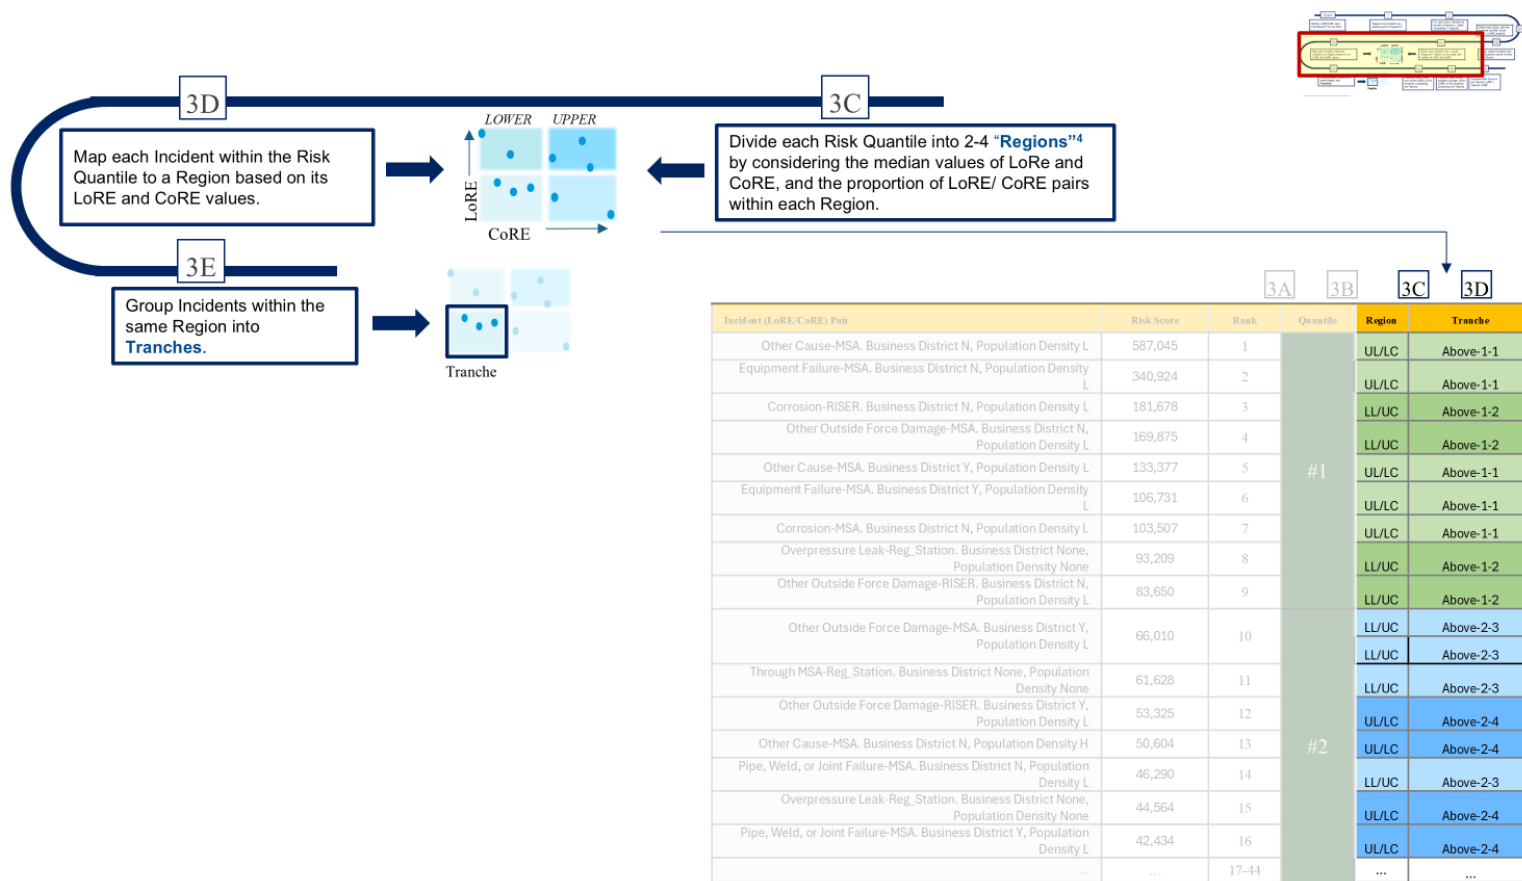 3D
3C
Map each Incident within the Risk
Quantile to a Region based on its
LoRE and CoRE values.
LOWER UPPER
LoRE
CoRE
Divide each Risk Quantile into 2-4 “Regions”4
by considering the median values of LoRe and
CoRE, and the proportion of LoRE/ CoRE pairs
within each Region.
3E
Group Incidents within the
same Region into
Tranches.
Tranche
3A 3B 3C 3D
Incident (LoRE/CoRE) Pair Risk Score Rank Quantile Region Tranche
Other Cause-MSA. Business District N, Population Density L 587,045 1 UL/LC Above-1-1
Equipment Failure-MSA. Business District N, Population Density
L 340,924 2 UL/LC Above-1-1
Corrosion-RISER. Business District N, Population Density L 181,678 3 LL/UC Above-1-2
Other Outside Force Damage-MSA. Business District N,
Population Density L 169,875 4 LL/UC Above-1-2
Other Cause-MSA. Business District Y, Population Density L 133,377 5 #1 UL/LC Above-1-1
Equipment Failure-MSA. Business District Y, Population Density
L 106,731 6 UL/LC Above-1-1
Corrosion-MSA. Business District N, Population Density L 103,507 7 UL/LC Above-1-1
Overpressure Leak-Reg_Station. Business District None,
Population Density None 93,209 8 LL/UC Above-1-2
Other Outside Force Damage-RISER. Business District N,
Population Density L 83,650 9 LL/UC Above-1-2
Other Outside Force Damage-MSA. Business District Y,
Population Density L 66,010 10 LL/UC Above-2-3
LL/UC Above-2-3
Through MSA-Reg_Station. Business District None, Population
Density None 61,628 11 LL/UC Above-2-3
Other Outside Force Damage-RISER. Business District Y,
Population Density L 53,325 12 UL/LC Above-2-4
Other Cause-MSA. Business District N, Population Density H 50,604 13 #2 UL/LC Above-2-4
Pipe, Weld, or Joint Failure-MSA. Business District N, Population
Density L 46,290 14 LL/UC Above-2-3
Overpressure Leak-Reg_Station. Business District None,
Population Density None 44,564 15 UL/LC Above-2-4
Pipe, Weld, or Joint Failure-MSA. Business District Y, Population
Density L 42,434 16 UL/LC Above-2-4
... ... 17-44 ... ...